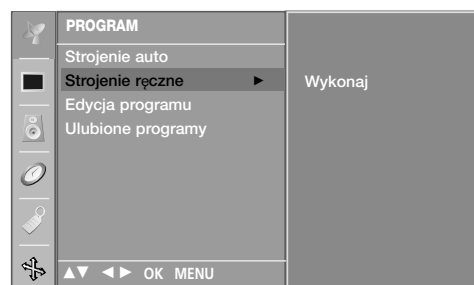 PROGRAM
Strojenie auto
Strojenie ręczne ►
Wykonaj
Edycja programu
Ulubione programy
▲▼ ◄► OK MENU